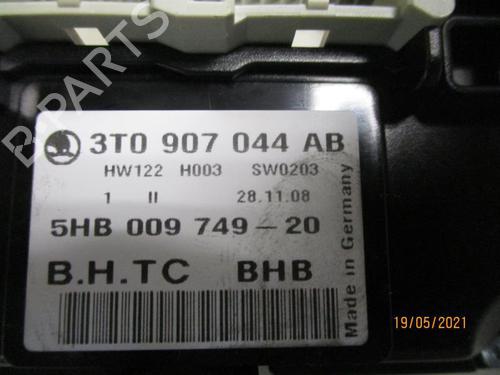 B-PARTS
3T0 907 044 AB
HW122 H003 SW0203
1 II 28.11.08
5HB 009 749-20
B.H.TC BHB
Made in Germany
19/05/2021